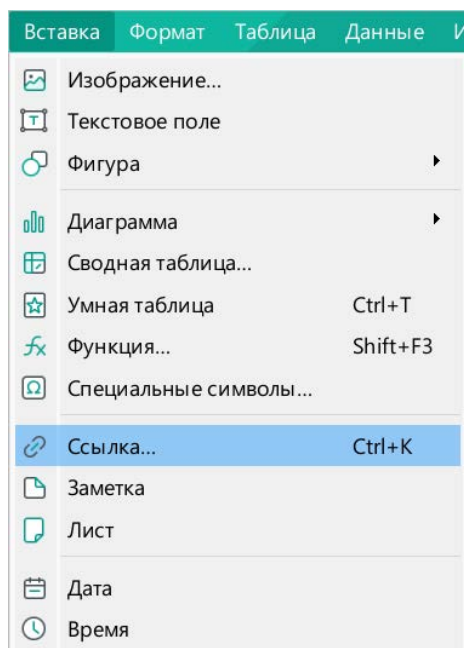 Вставка Формат Таблица Данные
Изображение...
Текстовое поле
Фигура
Диаграмма
Сводная таблица...
Умная таблица Ctrl+T
Функция... Shift+F3
Специальные символы...
Ссылка... Ctrl+K
Заметка
Лист
Дата
Время